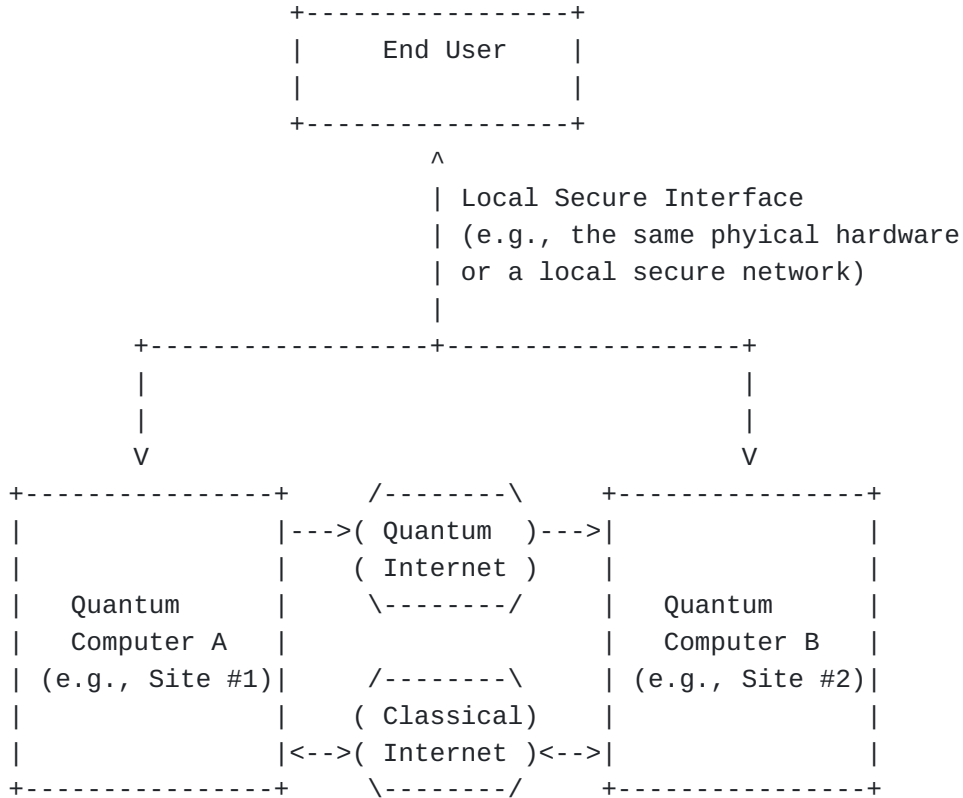 End User
Local Secure Interface
(e.g., the same phyical hardware
or a local secure network)
Quantum
Internet
Quantum
Computer A
(e.g., Site #1)
Quantum
Computer B
(e.g., Site #2)
Classical
Internet